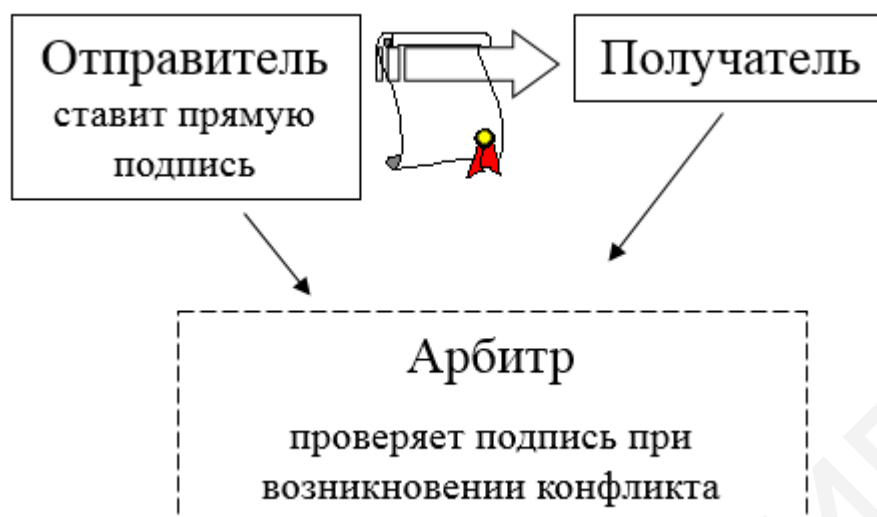 Отправитель
ставит прямую
подпись
Получатель
Арбитр
проверяет подпись при
возникновении конфликта